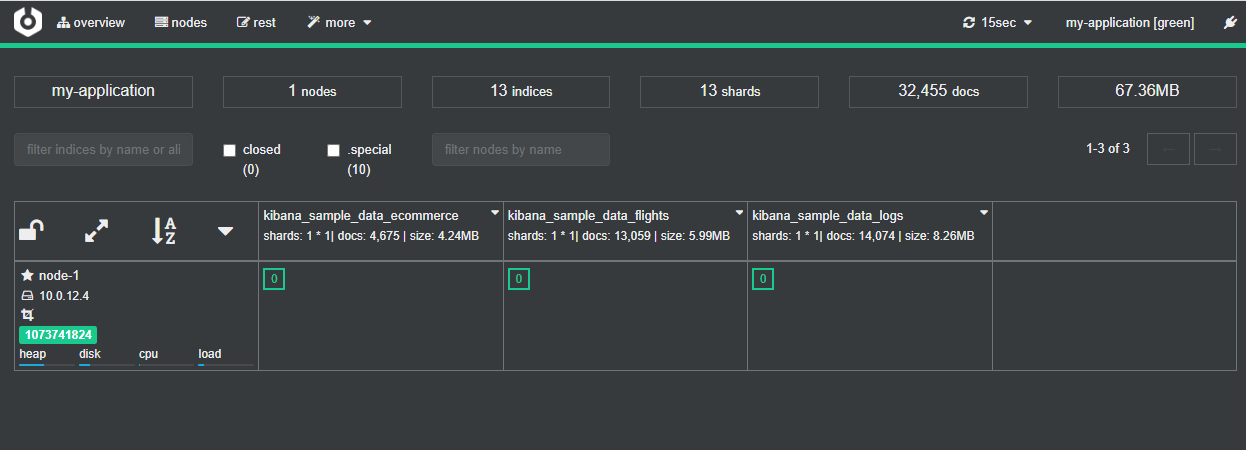 overview nodes rest more 15sec my-application [green]
my-application 1 nodes 13 indices 13 shards 32,455 docs 67.36MB
filter indices by name or ali closed .special filter nodes by name 1-3 of 3
(0) (10)
kibana_sample_data_ecommerce kibana_sample_data_flights kibana_sample_data_logs
shards: 1 * 1| docs: 4,675 | size: 4.24MB shards: 1 * 1| docs: 13,059 | size: 5.99MB shards: 1 * 1| docs: 14,074 | size: 8.26MB
node-1 0 0 0
10.0.12.4
1073741824
heap disk cpu load